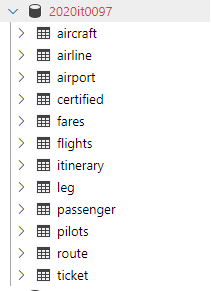 2020it0097
aircraft
airline
airport
certified
fares
flights
itinerary
leg
passenger
pilots
route
ticket